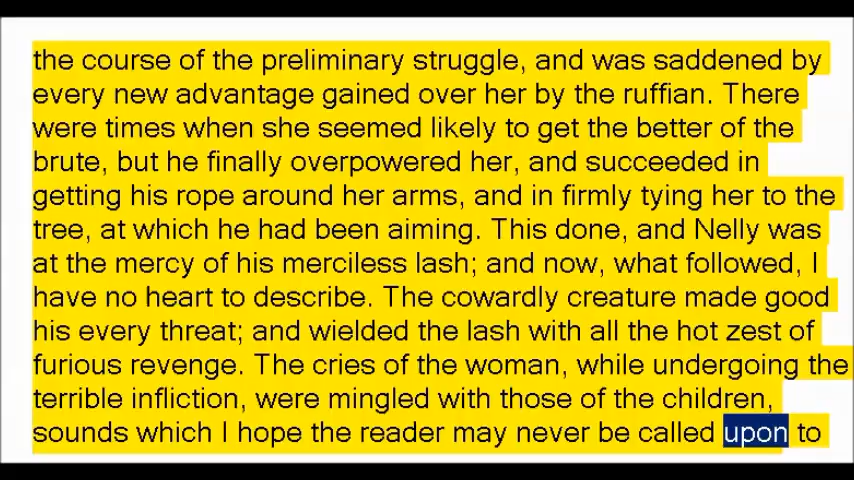 the course of the preliminary struggle, and was saddened by
every new advantage gained over her by the ruffian. There
were times when she seemed likely to get the better of the
brute, but he finally overpowered her, and succeeded in
getting his rope around her arms, and in firmly tying her to the
tree, at which he had been aiming. This done, and Nelly was
at the mercy of his merciless lash; and now, what followed, I
have no heart to describe. The cowardly creature made good
his every threat; and wielded the lash with all the hot zest of
furious revenge. The cries of the woman, while undergoing the
terrible infliction, were mingled with those of the children,
sounds which I hope the reader may never be called upon to